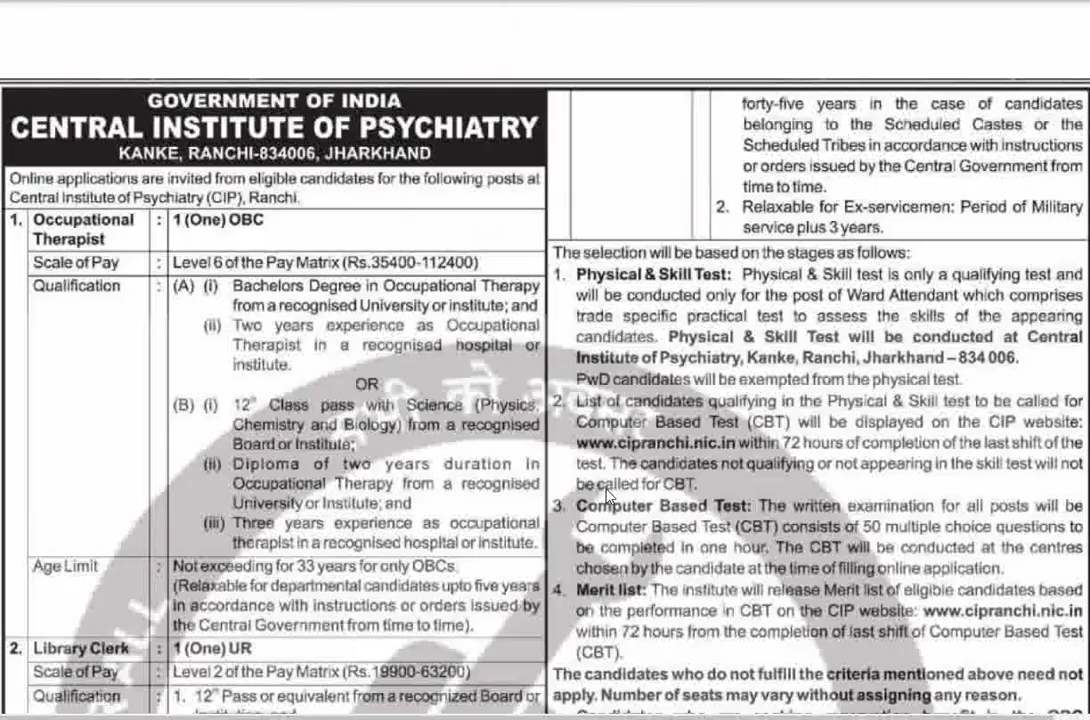 GOVERNMENT OF INDIA
CENTRAL INSTITUTE OF PSYCHIATRY
KANKE, RANCHI-834006, JHARKHAND
Online applications are invited from eligible candidates for the following posts at
Central Institute of Psychiatry (CIP), Ranchi.
1. Occupational : 1 (One) OBC
Therapist
Scale of Pay : Level 6 of the Pay Matrix (Rs.35400-112400)
Qualification : (A) (i) Bachelors Degree in Occupational Therapy
from a recognised University or institute; and
(ii) Two years experience as Occupational
Therapist in a recognised hospital or
institute.
OR
(B) (i) 12" Class pass with Science (Physics,
Chemistry and Biology) from a recognised
Board or Institute;
(ii) Diploma of two years duration in
Occupational Therapy from a recognised
University or Institute; and
(iii) Three years experience as occupational
therapist in a recognised hospital or institute.
Age Limit : Not exceeding for 33 years for only OBCs.
(Relaxable for departmental candidates upto five years
in accordance with instructions or orders issued by
the Central Government from time to time).
2. Library Clerk : 1 (One) UR
Scale of Pay : Level 2 of the Pay Matrix (Rs.19900-63200)
Qualification : 1. 12" Pass or equivalent from a recognized Board or
forty-five years in the case of candidates
belonging to the Scheduled Castes or the
Scheduled Tribes in accordance with instructions
or orders issued by the Central Government from
time to time.
2. Relaxable for Ex-servicemen: Period of Military
service plus 3 years.
The selection will be based on the stages as follows:
1. Physical & Skill Test: Physical & Skill test is only a qualifying test and
will be conducted only for the post of Ward Attendant which comprises
trade specific practical test to assess the skills of the appearing
candidates. Physical & Skill Test will be conducted at Central
Institute of Psychiatry, Kanke, Ranchi, Jharkhand – 834 006.
PwD candidates will be exempted from the physical test.
2. List of candidates qualifying in the Physical & Skill test to be called for
Computer Based Test (CBT) will be displayed on the CIP website:
www.cipranchi.nic.in within 72 hours of completion of the last shift of the
test. The candidates not qualifying or not appearing in the skill test will not
be called for CBT.
3. Computer Based Test: The written examination for all posts will be
Computer Based Test (CBT) consists of 50 multiple choice questions to
be completed in one hour. The CBT will be conducted at the centres
chosen by the candidate at the time of filling online application.
4. Merit list: The institute will release Merit list of eligible candidates based
on the performance in CBT on the CIP website: www.cipranchi.nic.in
within 72 hours from the completion of last shift of Computer Based Test
(CBT).
The candidates who do not fulfill the criteria mentioned above need not
apply. Number of seats may vary without assigning any reason.